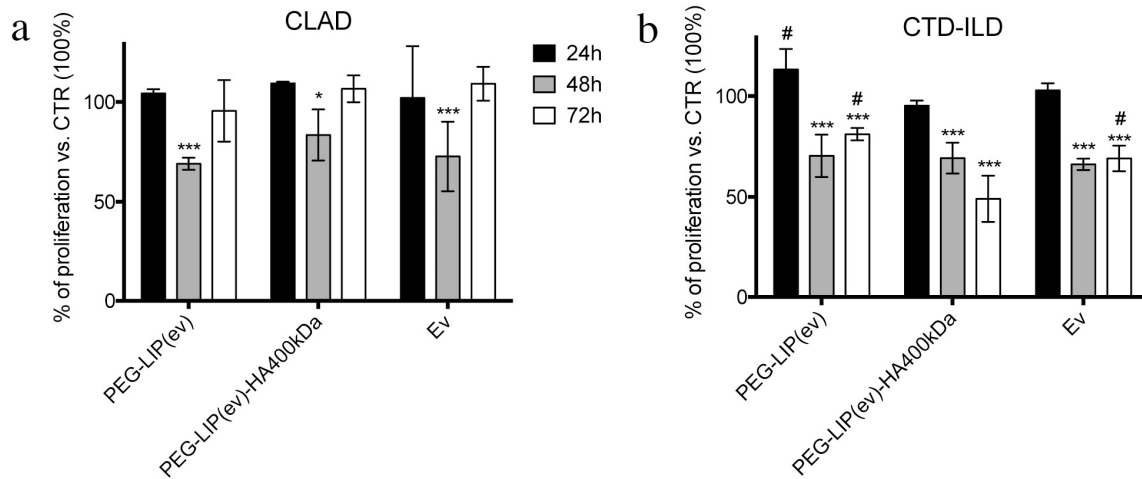 a
CLAD
% of proliferation vs. CTR (100%)
100
50
0
***
*
***
PEG-LIP(ev)
PEG-LIP(ev)-HA400kDa
Ev
24h
48h
72h
b
CTD-ILD
% of proliferation vs. CTR (100%)
100
50
0
#
***
#
***
***
***
***
#
***
PEG-LIP(ev)
PEG-LIP(ev)-HA400kDa
Ev